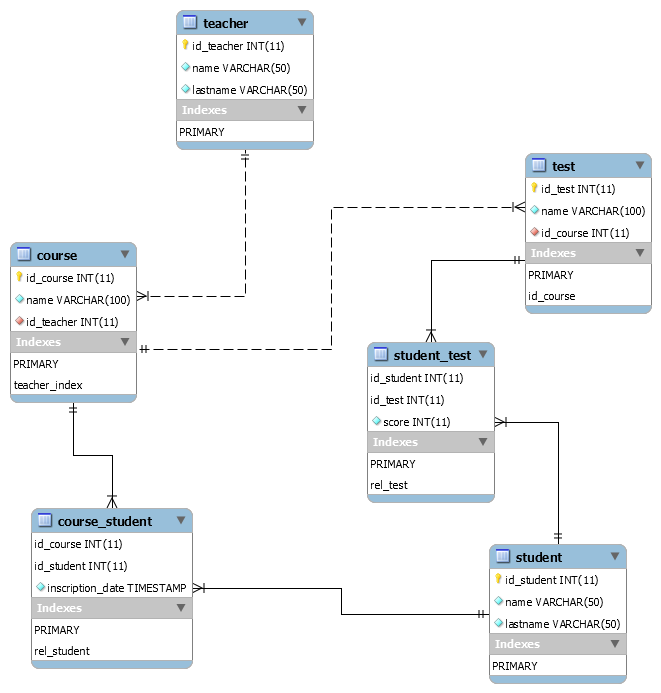 teacher
id_teacher INT(11)
name VARCHAR(50)
lastname VARCHAR(50)
Indexes
PRIMARY
test
id_test INT(11)
name VARCHAR(100)
id_course INT(11)
Indexes
PRIMARY
id_course
course
id_course INT(11)
name VARCHAR(100)
id_teacher INT(11)
Indexes
PRIMARY
teacher_index
student_test
id_student INT(11)
id_test INT(11)
score INT(11)
Indexes
PRIMARY
rel_test
course_student
id_course INT(11)
id_student INT(11)
inscription_date TIMESTAMP
Indexes
PRIMARY
rel_student
student
id_student INT(11)
name VARCHAR(50)
lastname VARCHAR(50)
Indexes
PRIMARY